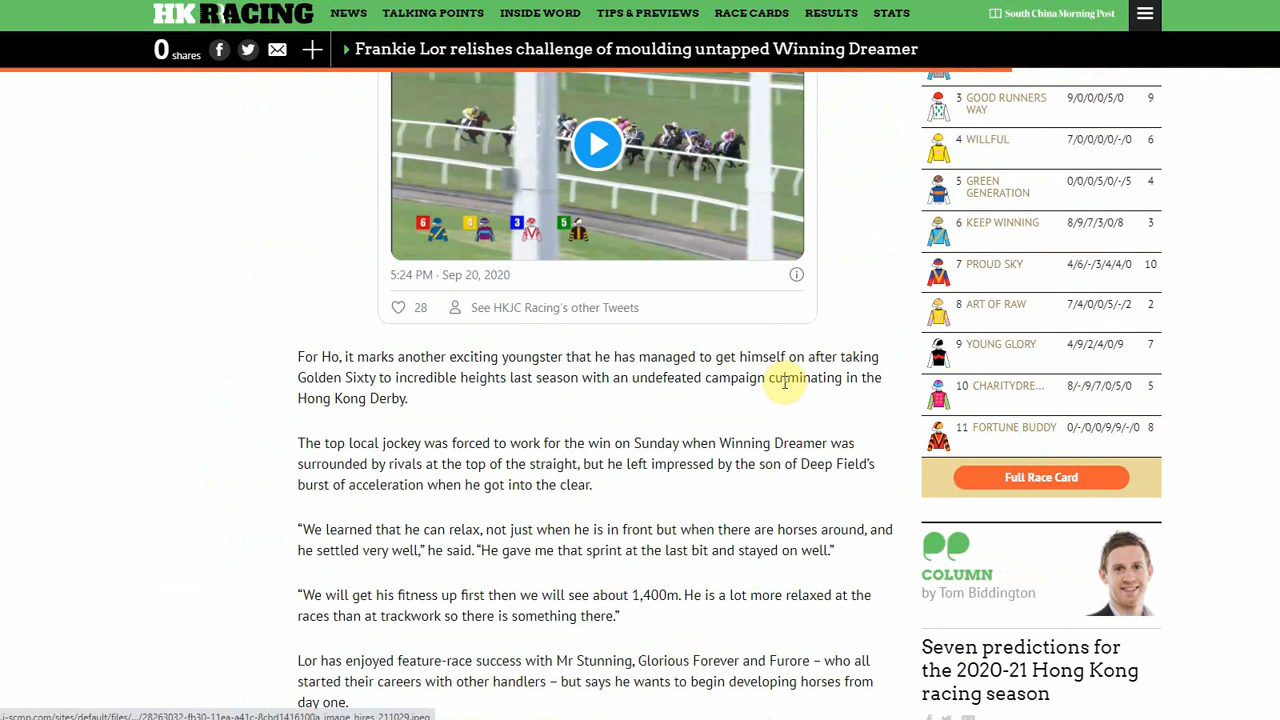 HK RACING
NEWS
TALKING POINTS
INSIDE WORD
TIPS & PREVIEWS
RACE CARDS
RESULTS
STATS
South China Morning Post
0 shares
Frankie Lor relishes challenge of moulding untapped Winning Dreamer
6
4
3
5
5:24 PM · Sep 20, 2020
28
See HKJC Racing's other Tweets
For Ho, it marks another exciting youngster that he has managed to get himself on after taking
Golden Sixty to incredible heights last season with an undefeated campaign culminating in the
Hong Kong Derby.
The top local jockey was forced to work for the win on Sunday when Winning Dreamer was
surrounded by rivals at the top of the straight, but he left impressed by the son of Deep Field’s
burst of acceleration when he got into the clear.
“We learned that he can relax, not just when he is in front but when there are horses around, and
he settled very well,” he said. “He gave me that sprint at the last bit and stayed on well.”
“We will get his fitness up first then we will see about 1,400m. He is a lot more relaxed at the
races than at trackwork so there is something there.”
Lor has enjoyed feature-race success with Mr Stunning, Glorious Forever and Furore – who all
started their careers with other handlers – but says he wants to begin developing horses from
day one.
3 GOOD RUNNERS 9/0/0/0/5/0 9
WAY
4 WILLFUL 7/0/0/0/0/-/0 6
5 GREEN 0/0/0/5/0/-/5 4
GENERATION
6 KEEP WINNING 8/9/7/3/0/8 3
7 PROUD SKY 4/6/-/3/4/4/0 10
8 ART OF RAW 7/4/0/0/5/-/2 2
9 YOUNG GLORY 4/9/2/4/0/9 7
10 CHARITYDRE... 8/-/9/7/0/5/0 5
11 FORTUNE BUDDY 0/-/0/0/9/9/-/0 8
Full Race Card
COLUMN
by Tom Biddington
Seven predictions for
the 2020-21 Hong Kong
racing season